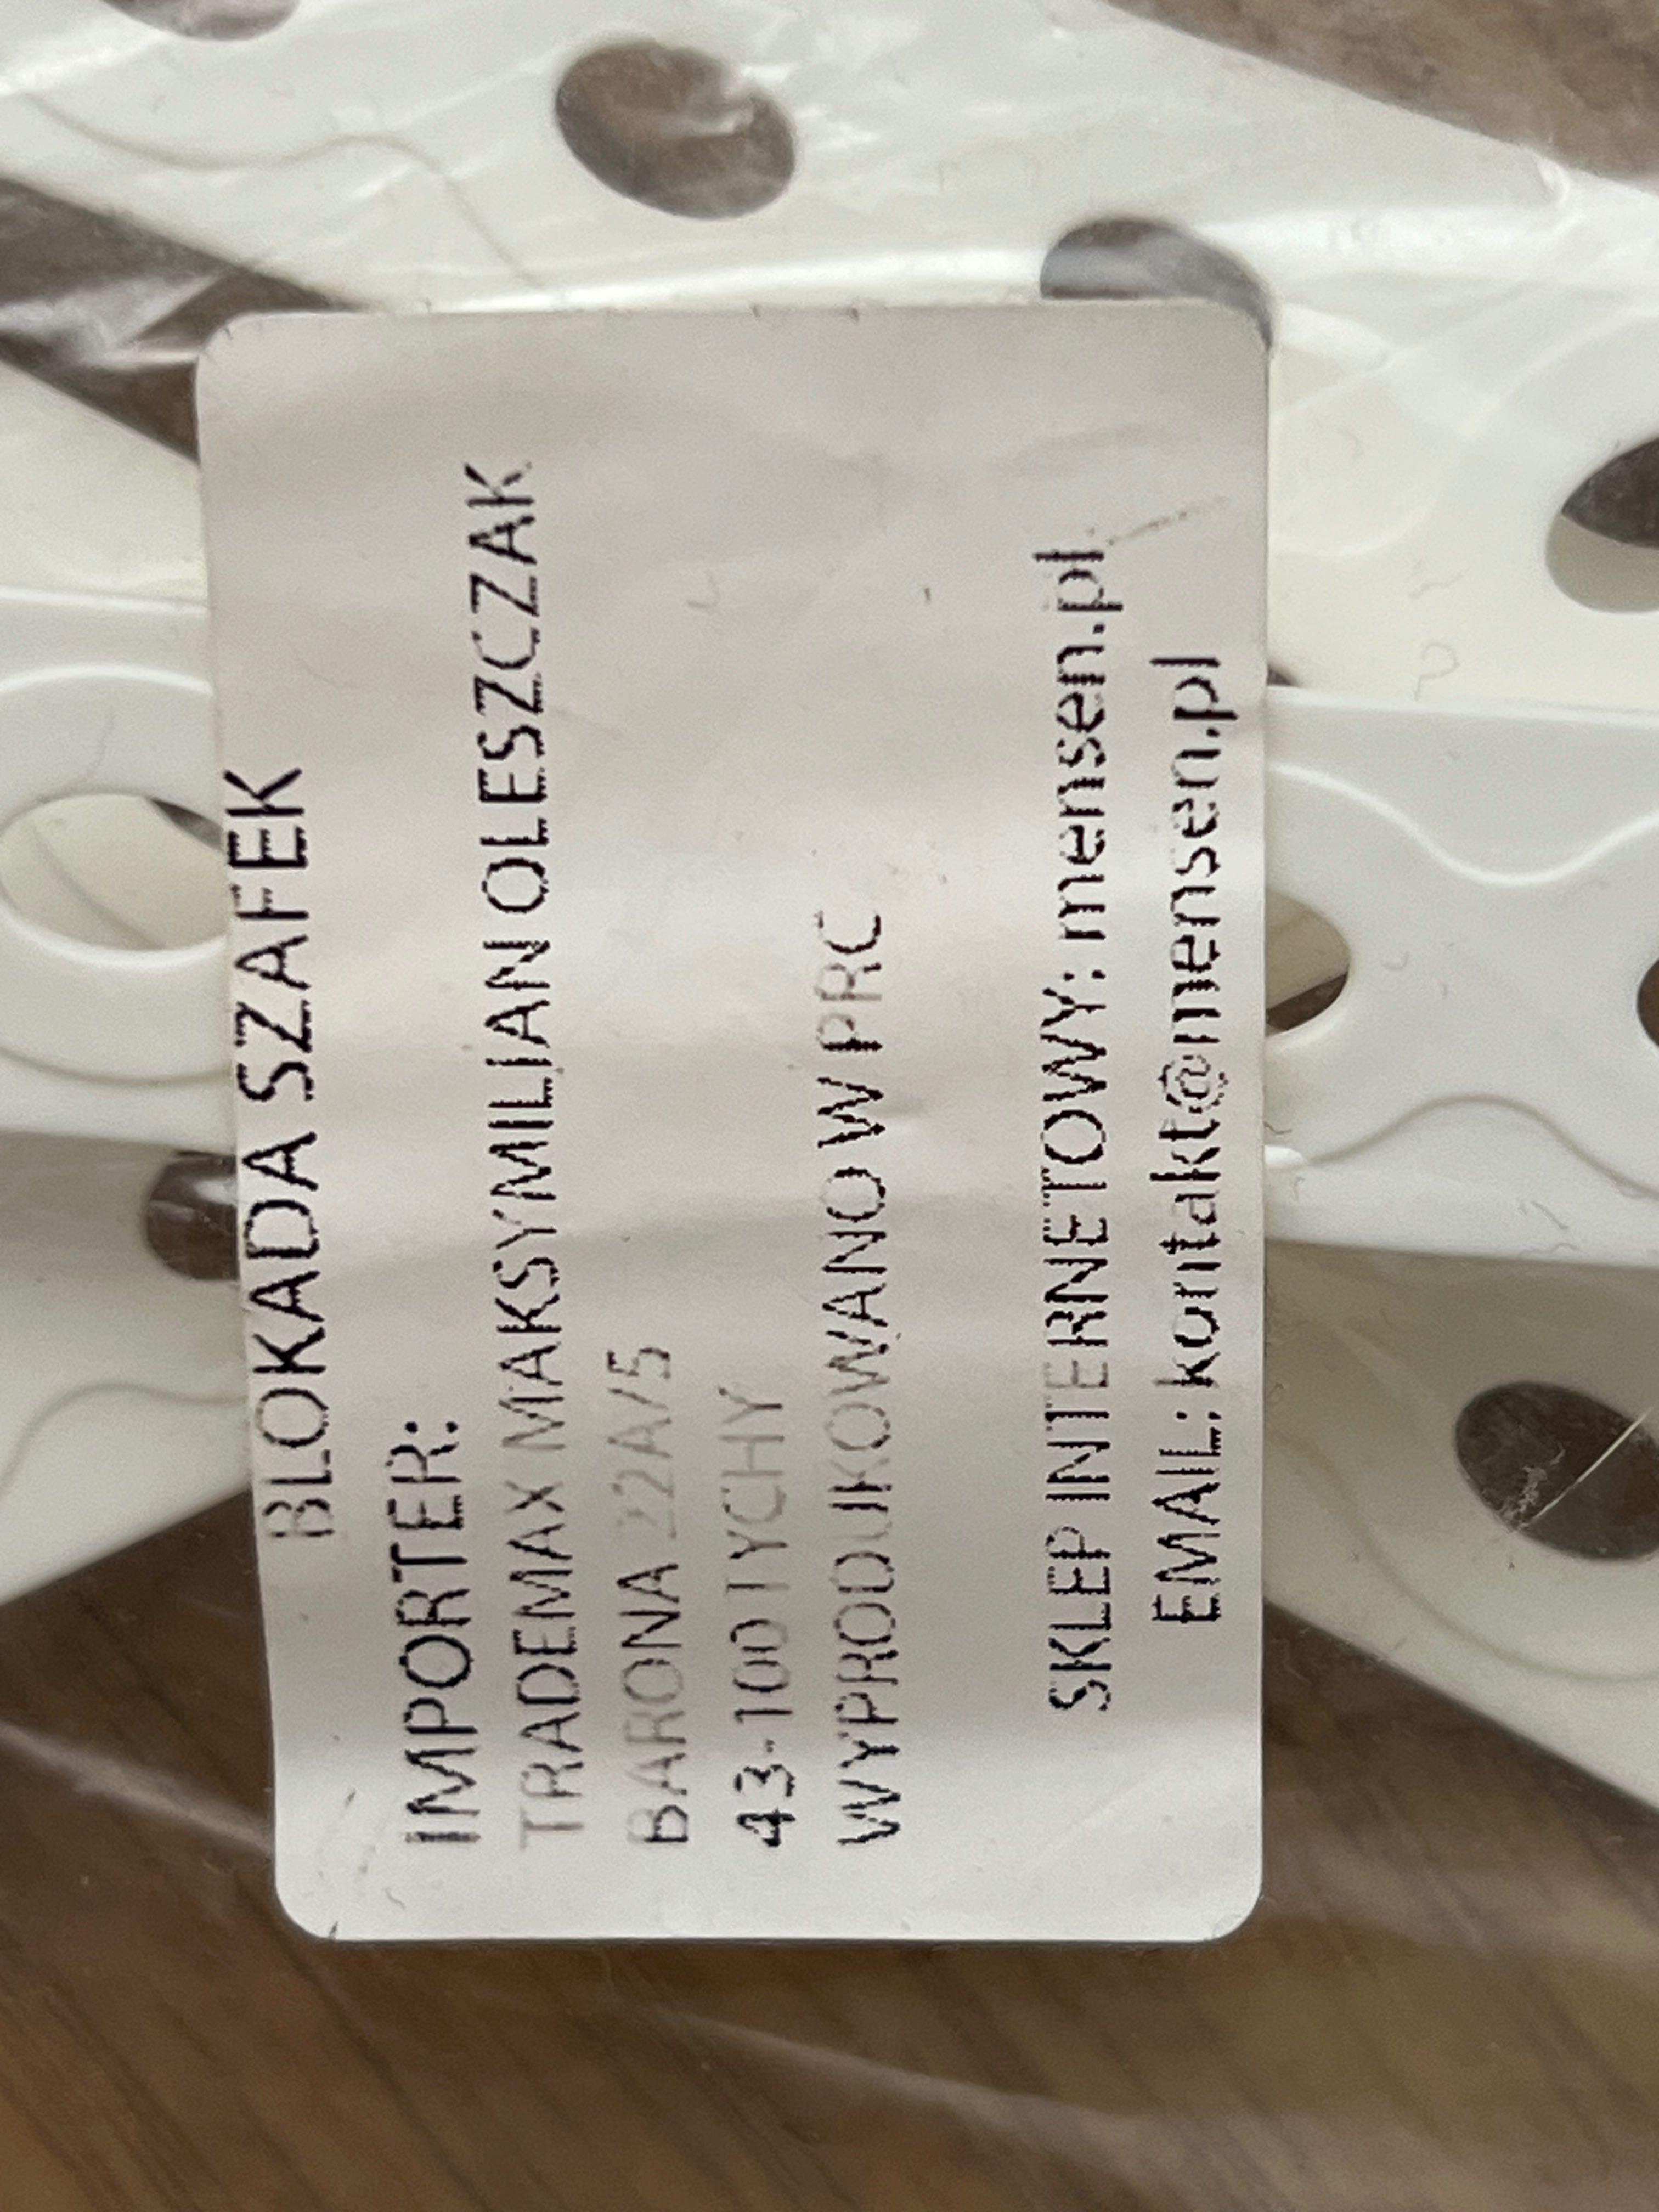 BLOKADA SZAFEK
IMPORTER:
TRADEMAX MAKSYMILIAN OLESZCZAK
BARONA 22A/5
43-100 TYCHY
WYPRODUKOWANO W PRC
SKLEP INTERNETOWY: mensen.pl
EMAIL: kontakt@mensen.pl